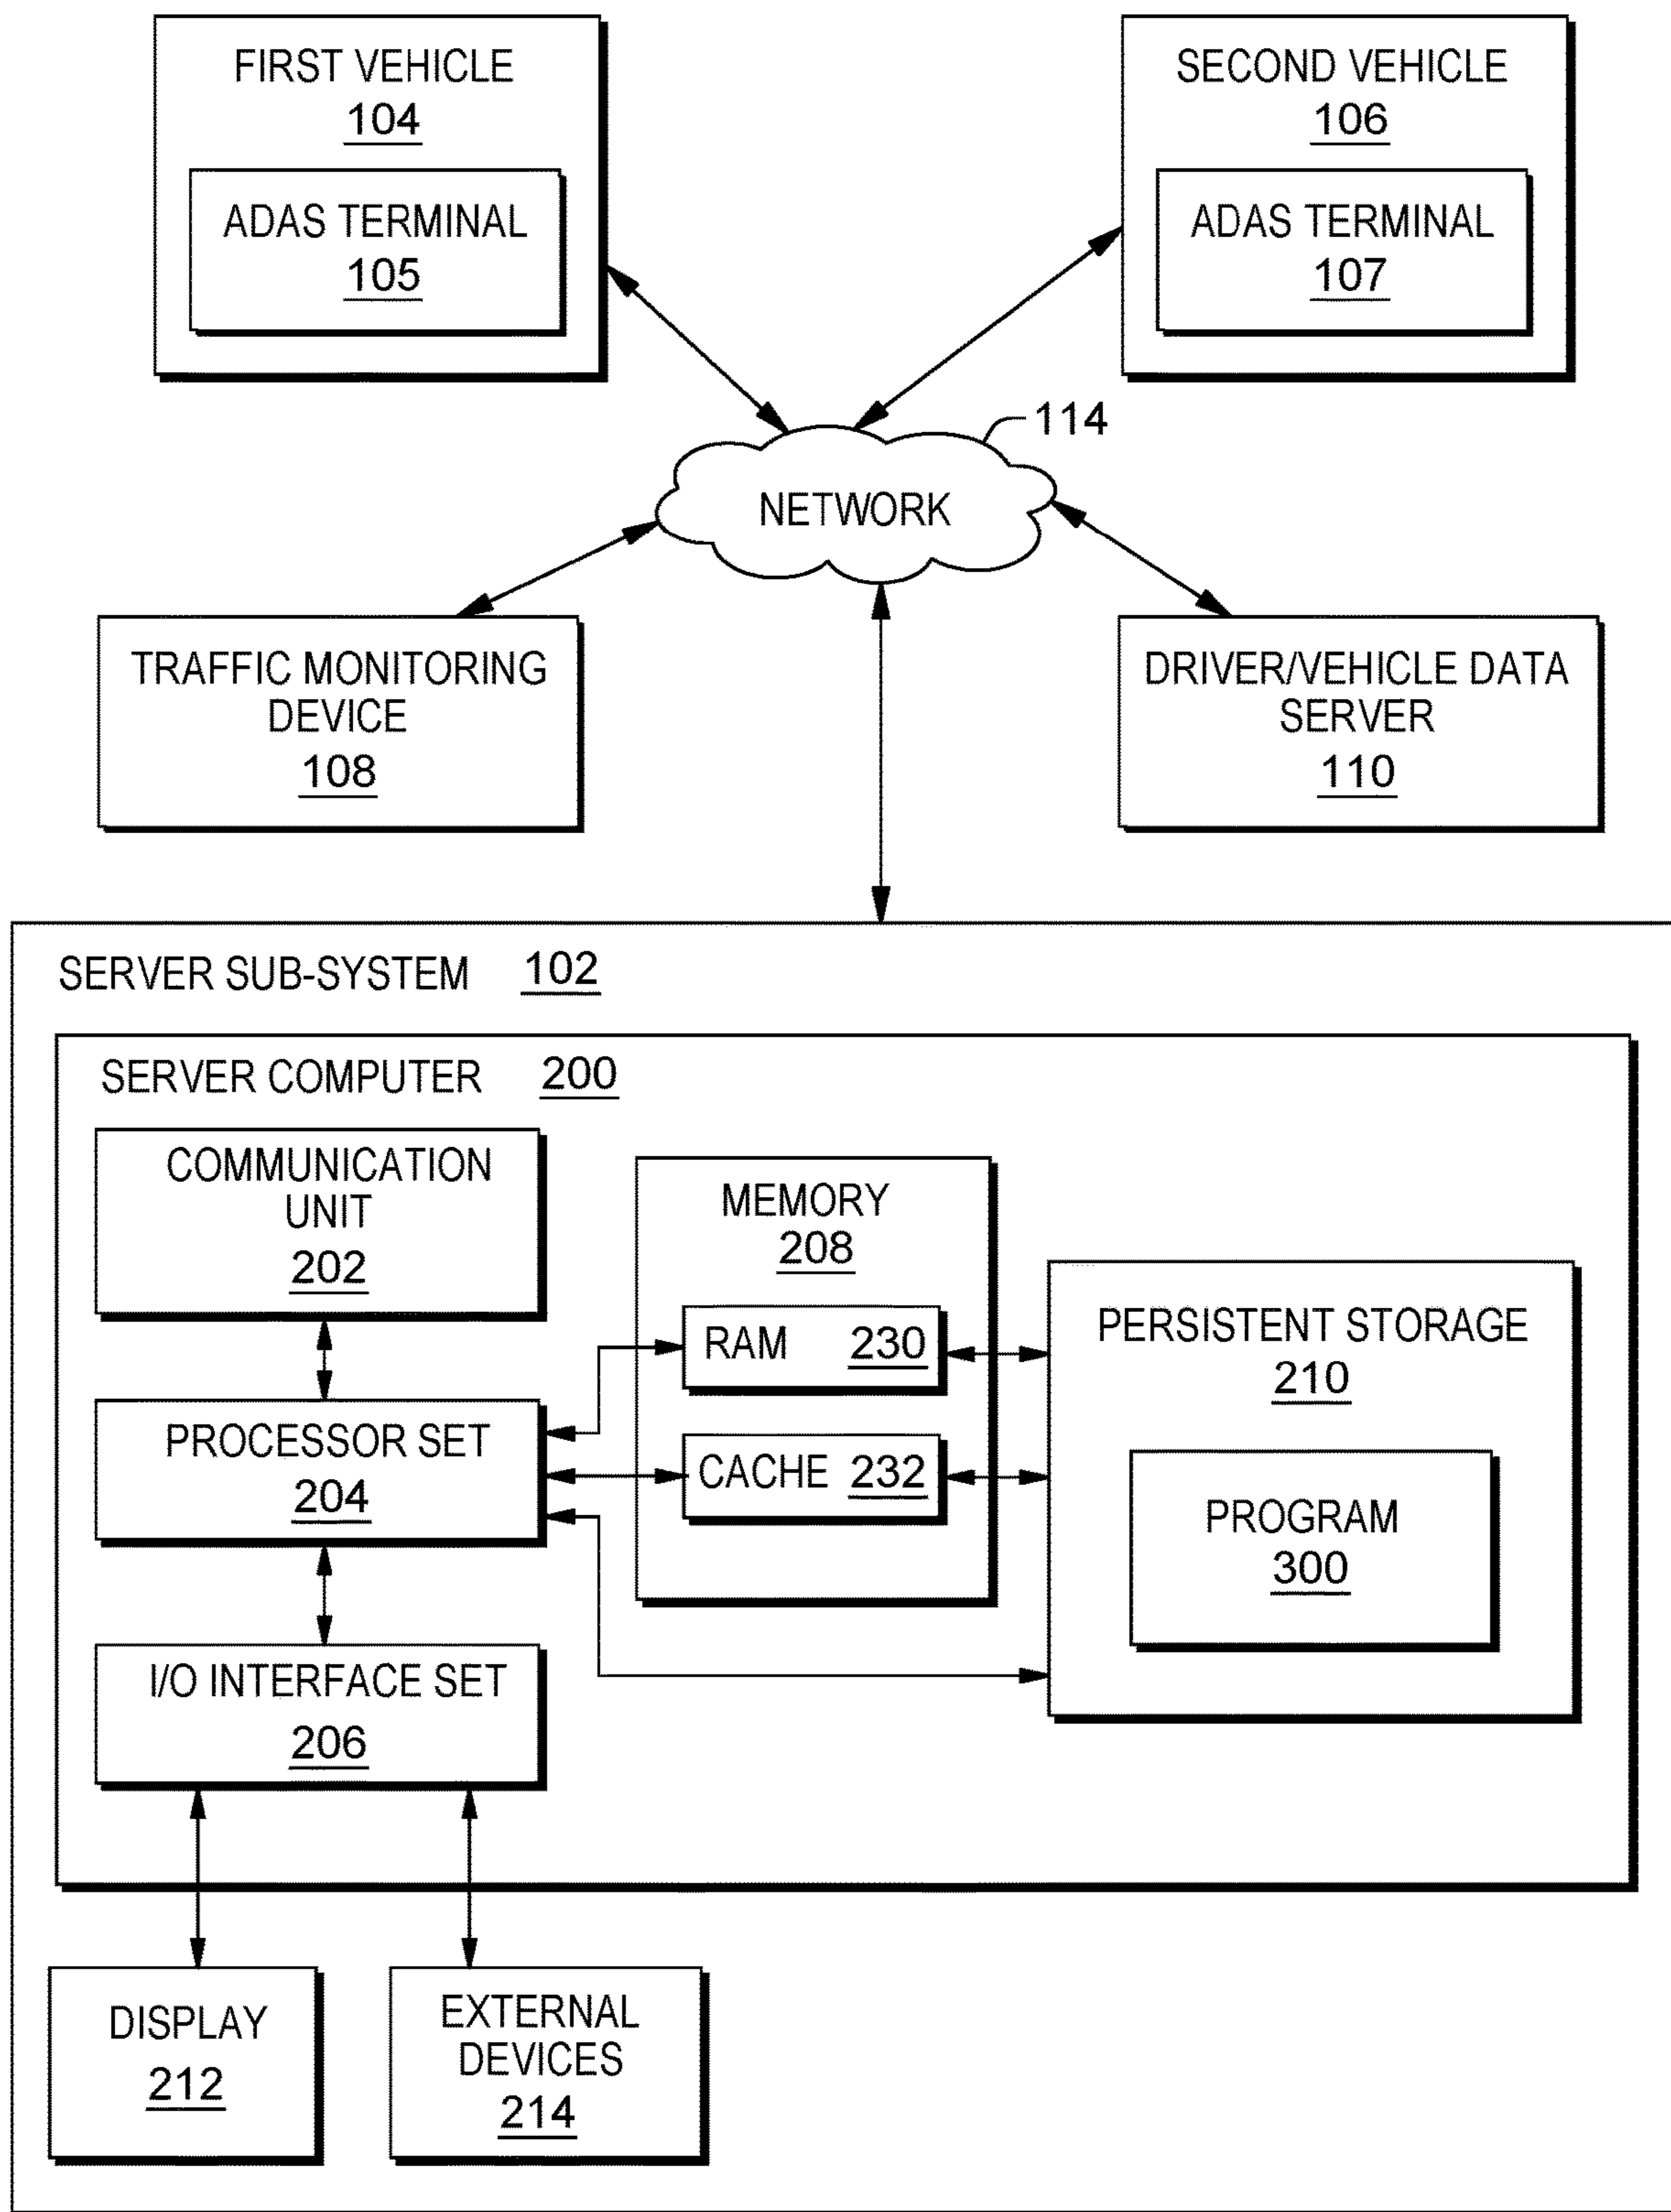 FIRST VEHICLE
104
ADAS TERMINAL
105
SECOND VEHICLE
106
ADAS TERMINAL
107
114
NETWORK
TRAFFIC MONITORING
DEVICE
108
DRIVER/VEHICLE DATA
SERVER
110
SERVER SUB-SYSTEM 102
SERVER COMPUTER 200
COMMUNICATION
UNIT
202
MEMORY
208
RAM 230
CACHE 232
PERSISTENT STORAGE
210
PROGRAM
300
PROCESSOR SET
204
I/O INTERFACE SET
206
DISPLAY
212
EXTERNAL
DEVICES
214